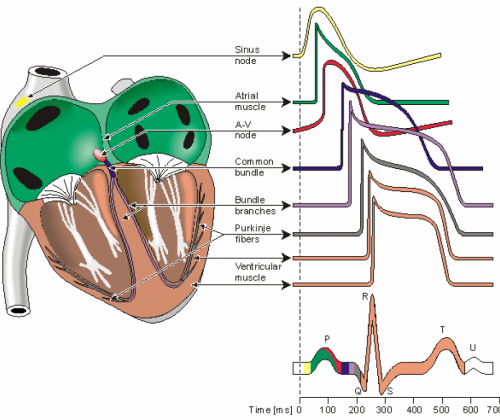 Sinus
node
Atrial
muscle
A-V
node
Common
bundle
Bundle
branches
Purkinje
fibers
Ventricular
muscle
R
P
T
U
Q
S
Time [ms]
0
100
200
300
400
500
600
70